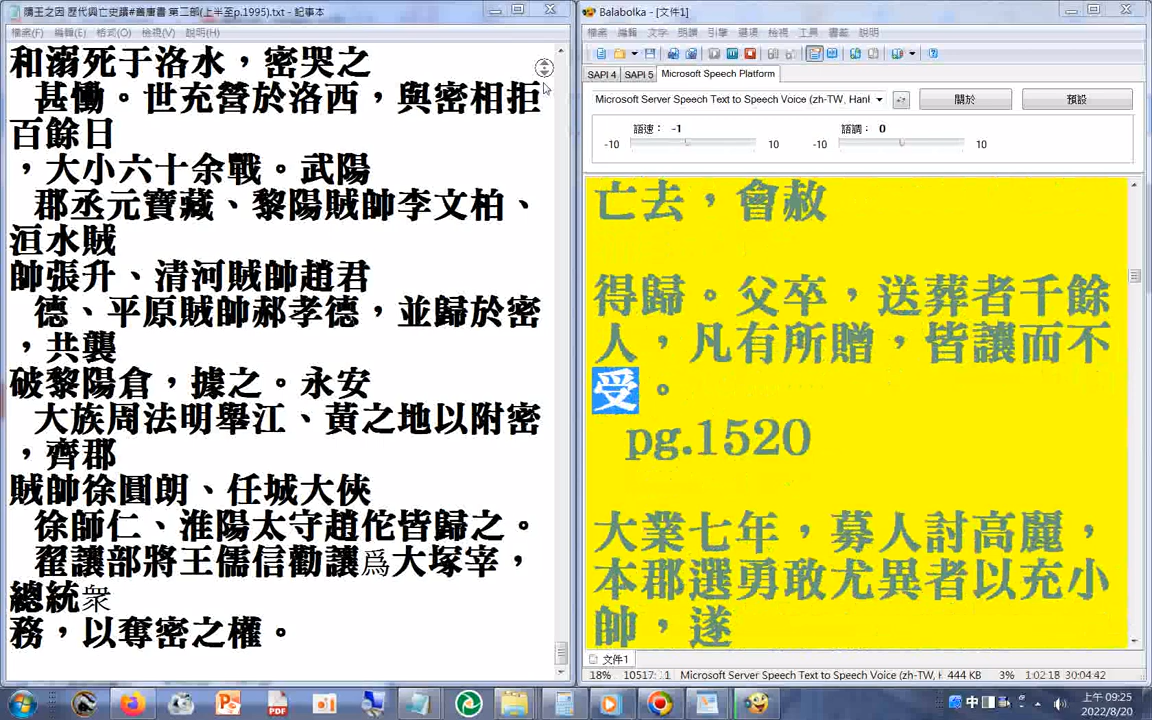 隋王之因 歷代興亡史蹟#舊唐書 第二部(上半至p.1995).txt - 記事本
檔案(F) 編輯(E) 格式(O) 檢視(V) 說明(H)
和溺死于洛水，密哭之
甚慟。世充營於洛西，與密相拒
百餘日
，大小六十余戰。武陽
郡丞元寶藏、黎陽賊帥李文柏、
洹水賊
帥張升、清河賊帥趙君
德、平原賊帥郝孝德，並歸於密
，共襲
破黎陽倉，據之。永安
大族周法明舉江、黃之地以附密
，齊郡
賊帥徐圓朗、任城大俠
徐師仁、淮陽太守趙佗皆歸之。
翟讓部將王儒信勸讓爲大塚宰，
總統衆
務，以奪密之權。
Balabolka - [文件1]
檔案 編輯 文字 朗讀 引擎 選項 檢視 工具 書籤 說明
SAPI 4 SAPI 5 Microsoft Speech Platform
Microsoft Server Speech Text to Speech Voice (zh-TW, Hanl
關於
預設
語速： -1
語調： 0
-10 10 -10 10
亡去，會赦
得歸。父卒，送葬者千餘
人，凡有所贈，皆讓而不
受。
pg.1520
大業七年，募人討高麗，
本郡選勇敢尤異者以充小
帥，遂
文件1
18% 10517: 1 Microsoft Speech Platform Microsoft Server Speech Text to Speech Voice (zh-TW, 444 KB 3% 1:02:18 30:04:42
中
上午 09:25
2022/8/20